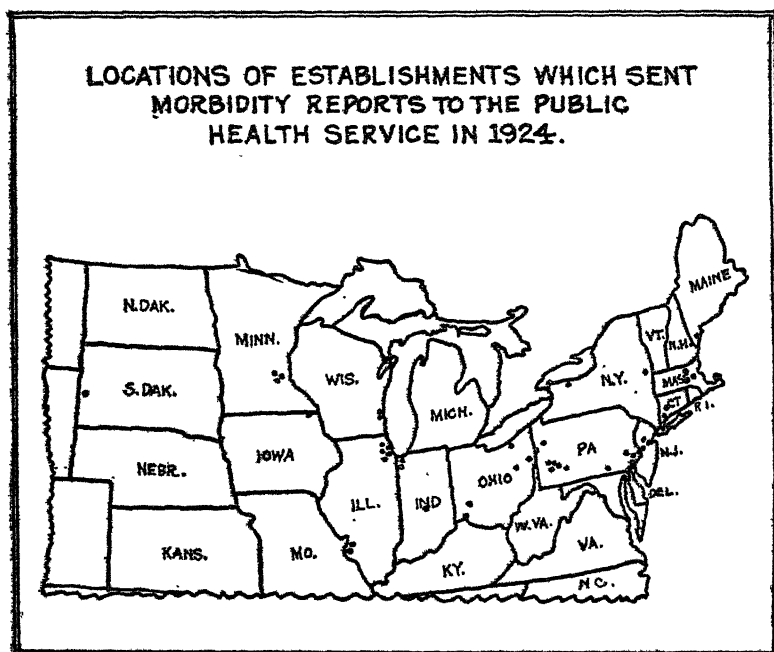 LOCATIONS OF ESTABLISHMENTS WHICH SENT
MORBIDITY REPORTS TO THE PUBLIC
HEALTH SERVICE IN 1924.
MAINE
N.DAK.
MINN.
VT.
N.H.
S.DAK.
WIS.
MICH.
N.Y.
MASS
CT
R.I.
IOWA
PA
N.J.
NEBR.
ILL.
IND
OHIO
DEL.
KANS.
MO.
KY.
W.VA.
VA.
N C.